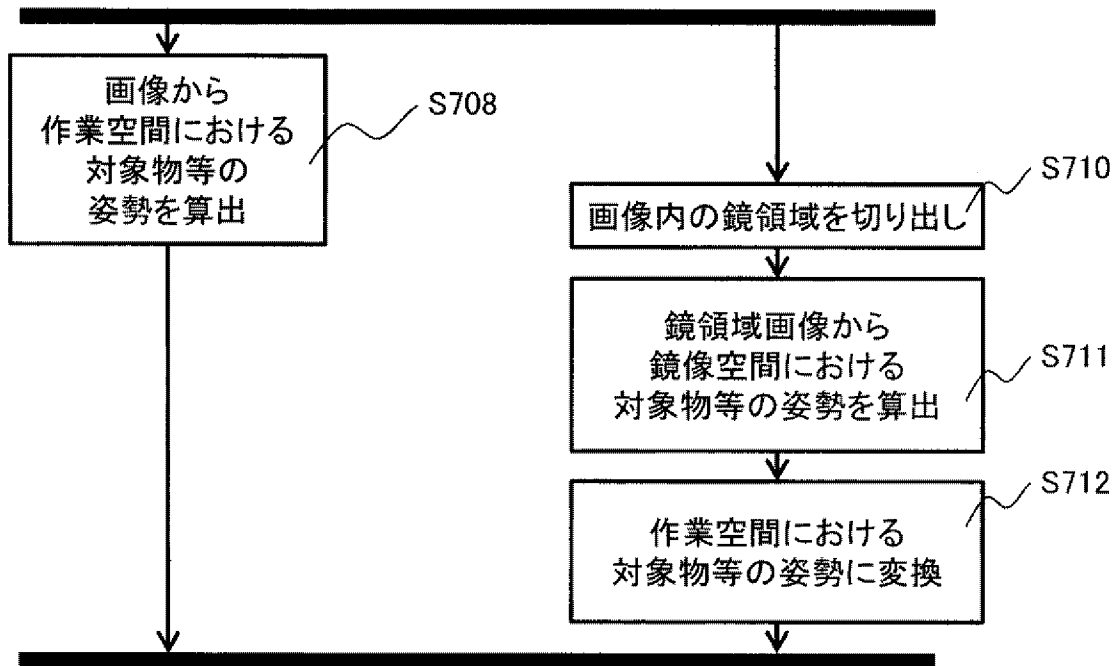 画像から
作業空間における
対象物等の
姿勢を算出
S708
S710
画像内の鏡領域を切り出し
鏡領域画像から
鏡像空間における
対象物等の姿勢を算出
S711
S712
作業空間における
対象物等の姿勢に変換